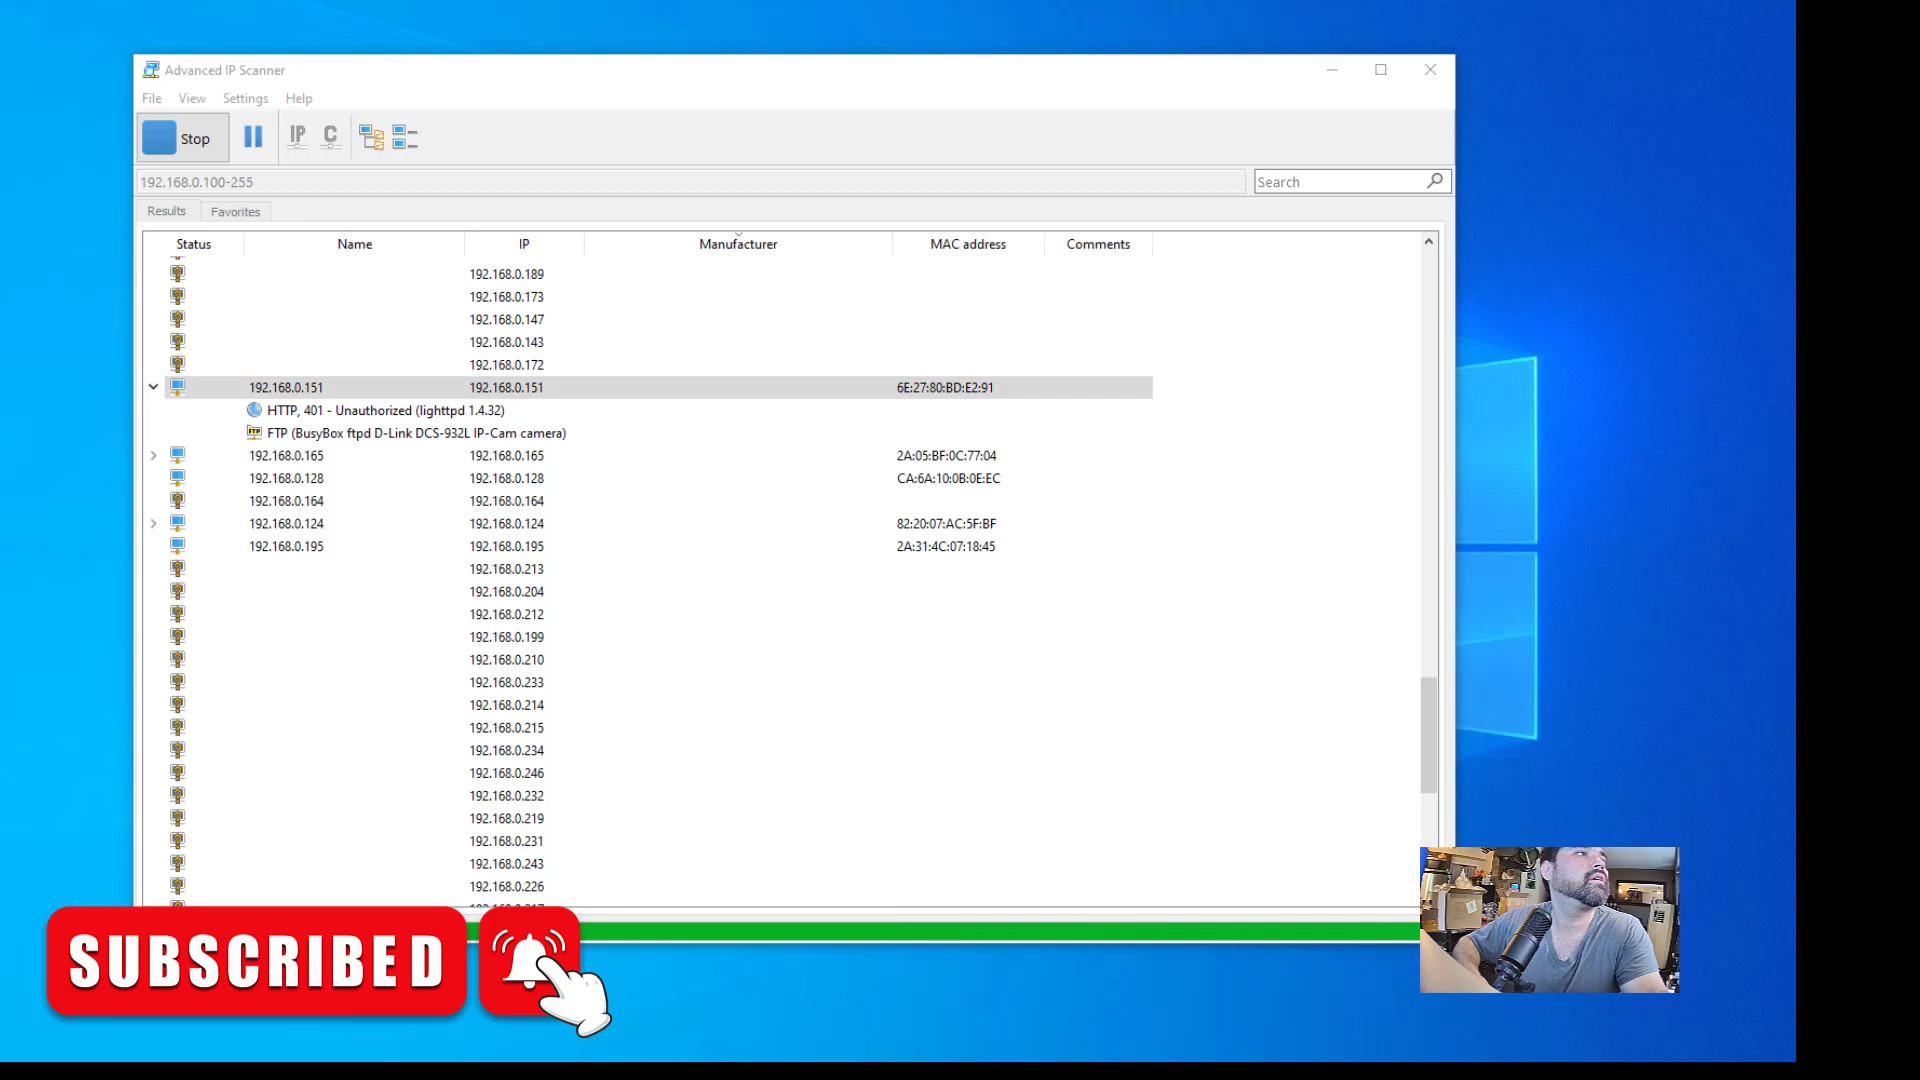 Advanced IP Scanner
File View Settings Help
Stop IP C
192.168.0.100-255 Search
Results Favorites
Status Name IP Manufacturer MAC address Comments
192.168.0.189
192.168.0.173
192.168.0.147
192.168.0.143
192.168.0.172
192.168.0.151 192.168.0.151 6E:27:80:BD:E2:91
HTTP, 401 - Unauthorized (lighttpd 1.4.32)
FTP FTP (BusyBox ftpd D-Link DCS-932L IP-Cam camera)
192.168.0.165 192.168.0.165 2A:05:BF:0C:77:04
192.168.0.128 192.168.0.128 CA:6A:10:0B:0E:EC
192.168.0.164 192.168.0.164
192.168.0.124 192.168.0.124 82:20:07:AC:5F:BF
192.168.0.195 192.168.0.195 2A:31:4C:07:18:45
192.168.0.213
192.168.0.204
192.168.0.212
192.168.0.199
192.168.0.210
192.168.0.233
192.168.0.214
192.168.0.215
192.168.0.234
192.168.0.246
192.168.0.232
192.168.0.219
192.168.0.231
192.168.0.243
192.168.0.226
SUBSCRIBED